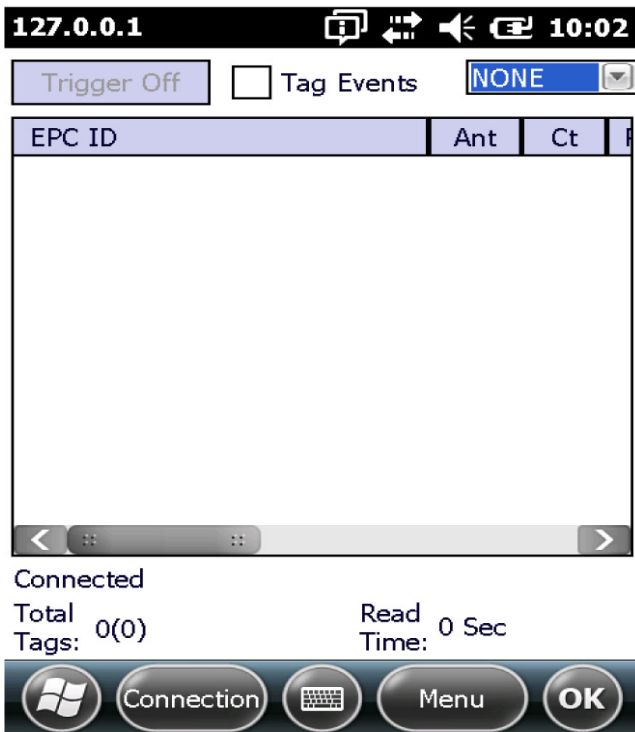 127.0.0.1 10:02
Trigger Off Tag Events NONE
EPC ID Ant Ct
Connected
Total Tags: 0(0) Read Time: 0 Sec
Connection Menu OK